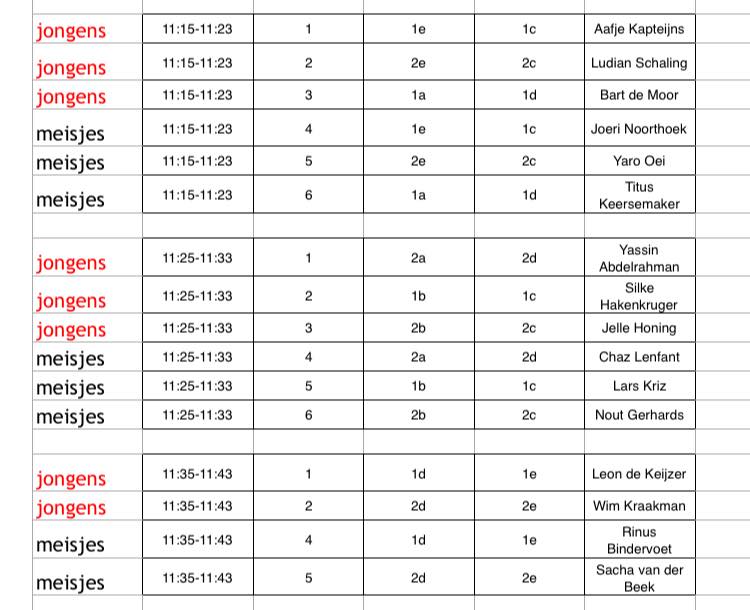 jongens 11:15-11:23 1 1e 1c Aafje Kapteijns
jongens 11:15-11:23 2 2e 2c Ludian Schaling
jongens 11:15-11:23 3 1a 1d Bart de Moor
meisjes 11:15-11:23 4 1e 1c Joeri Noorthoek
meisjes 11:15-11:23 5 2e 2c Yaro Oei
meisjes 11:15-11:23 6 1a 1d Titus
Keersemaker
jongens 11:25-11:33 1 2a 2d Yassin
Abdelrahman
jongens 11:25-11:33 2 1b 1c Silke
Hakenkruger
jongens 11:25-11:33 3 2b 2c Jelle Honing
meisjes 11:25-11:33 4 2a 2d Chaz Lenfant
meisjes 11:25-11:33 5 1b 1c Lars Kriz
meisjes 11:25-11:33 6 2b 2c Nout Gerhards
jongens 11:35-11:43 1 1d 1e Leon de Keijzer
jongens 11:35-11:43 2 2d 2e Wim Kraakman
meisjes 11:35-11:43 4 1d 1e Rinus
Bindervoet
meisjes 11:35-11:43 5 2d 2e Sacha van der
Beek